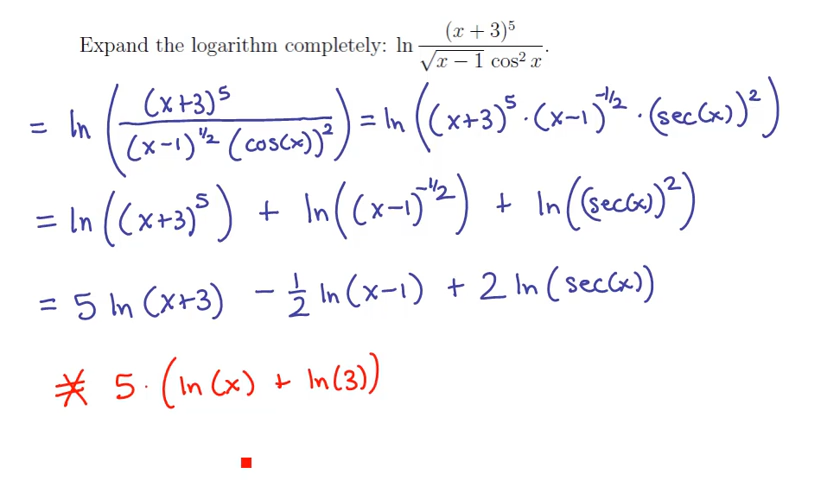 Expand the logarithm completely: ln (x + 3)⁵ / √(x − 1) cos² x.
= ln ( (x+3)⁵ / (x−1)^½ (cos(x))² ) = ln ( (x+3)⁵ · (x−1)^−½ · (sec(x))² )
= ln((x+3)⁵) + ln((x−1)^−½) + ln((sec(x))²)
= 5 ln(x+3) − ½ ln(x−1) + 2 ln(sec(x))
* 5 · (ln(x) + ln(3))